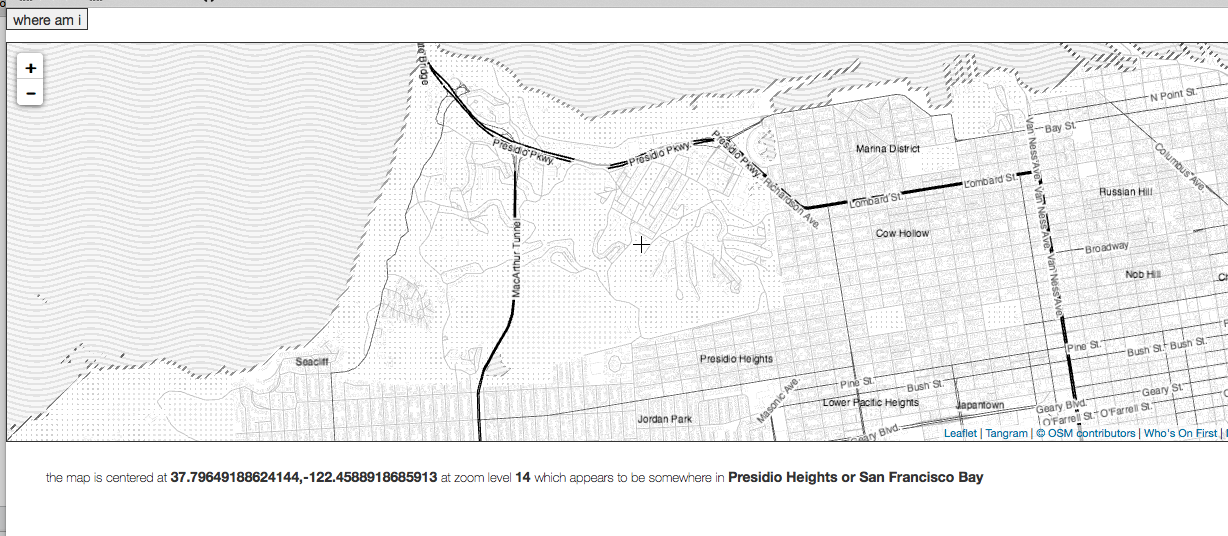 where am i
+
−
Bridge
N Point St.
Presidio Pkwy.
Presidio Pkwy.
Presidio Pkwy.
Bay St.
Marina District
Van Ness Ave.
Columbus Ave.
Richardson Ave.
Lombard St.
Lombard St.
Russian Hill
Van Ness Ave.
Cow Hollow
MacArthur Tunnel
Broadway
Nob Hill
Van Ness Ave.
Seacliff
Presidio Heights
Pine St.
Bush St.
Bush St.
Masonic Ave.
Pine St.
Bush St.
Geary St.
Lower Pacific Heights
Japantown
Geary Blvd.
O'Farrell St.
O'Farrell St.
Jordan Park
Geary Blvd.
Leaflet | Tangram | © OSM contributors | Who's On First |
the map is centered at 37.79649188624144,-122.4588918685913 at zoom level 14 which appears to be somewhere in Presidio Heights or San Francisco Bay